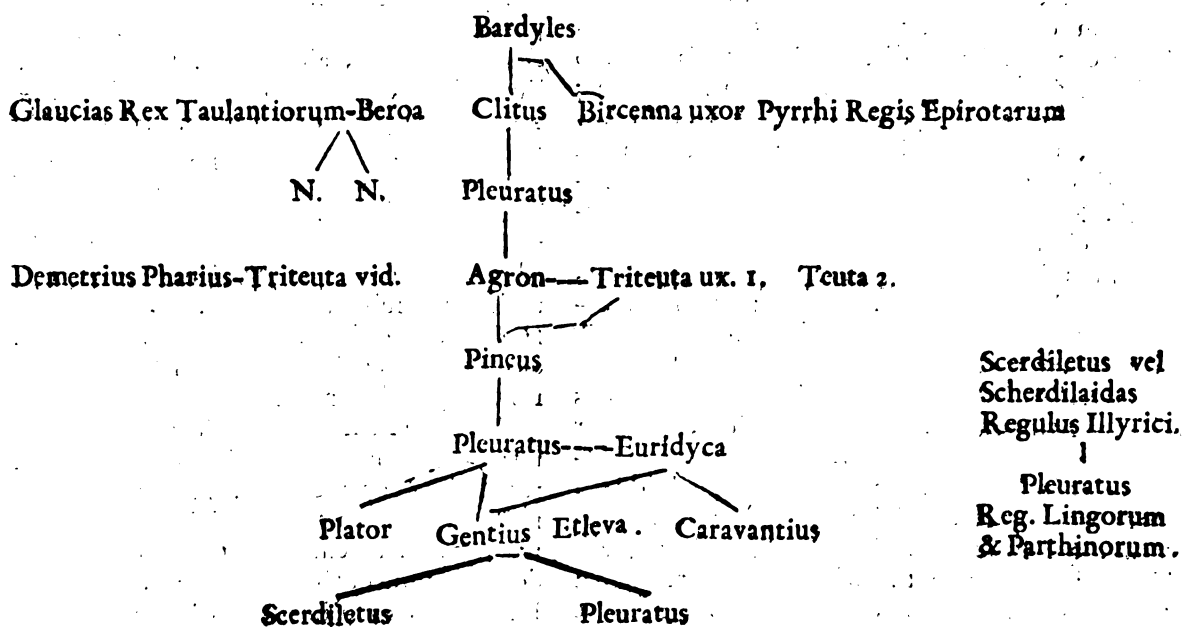 Bardyles
Glaucias Rex Taulantiorum-Beroa Clitus Bircenna uxor Pyrrhi Regis Epirotarum
N. N. Pleuratus
Demetrius Pharius-Triteuta vid. Agron-—Triteuta ux. 1, Teuta 2.
Pineus
Scerdiletus vel
Scherdilaidas
Regulus Illyrici.
Pleuratus---—Euridyca
Pleuratus
Reg. Lingorum
& Parthinorum.
Plator Gentius Etleva. Caravantius
Scerdiletus Pleuratus